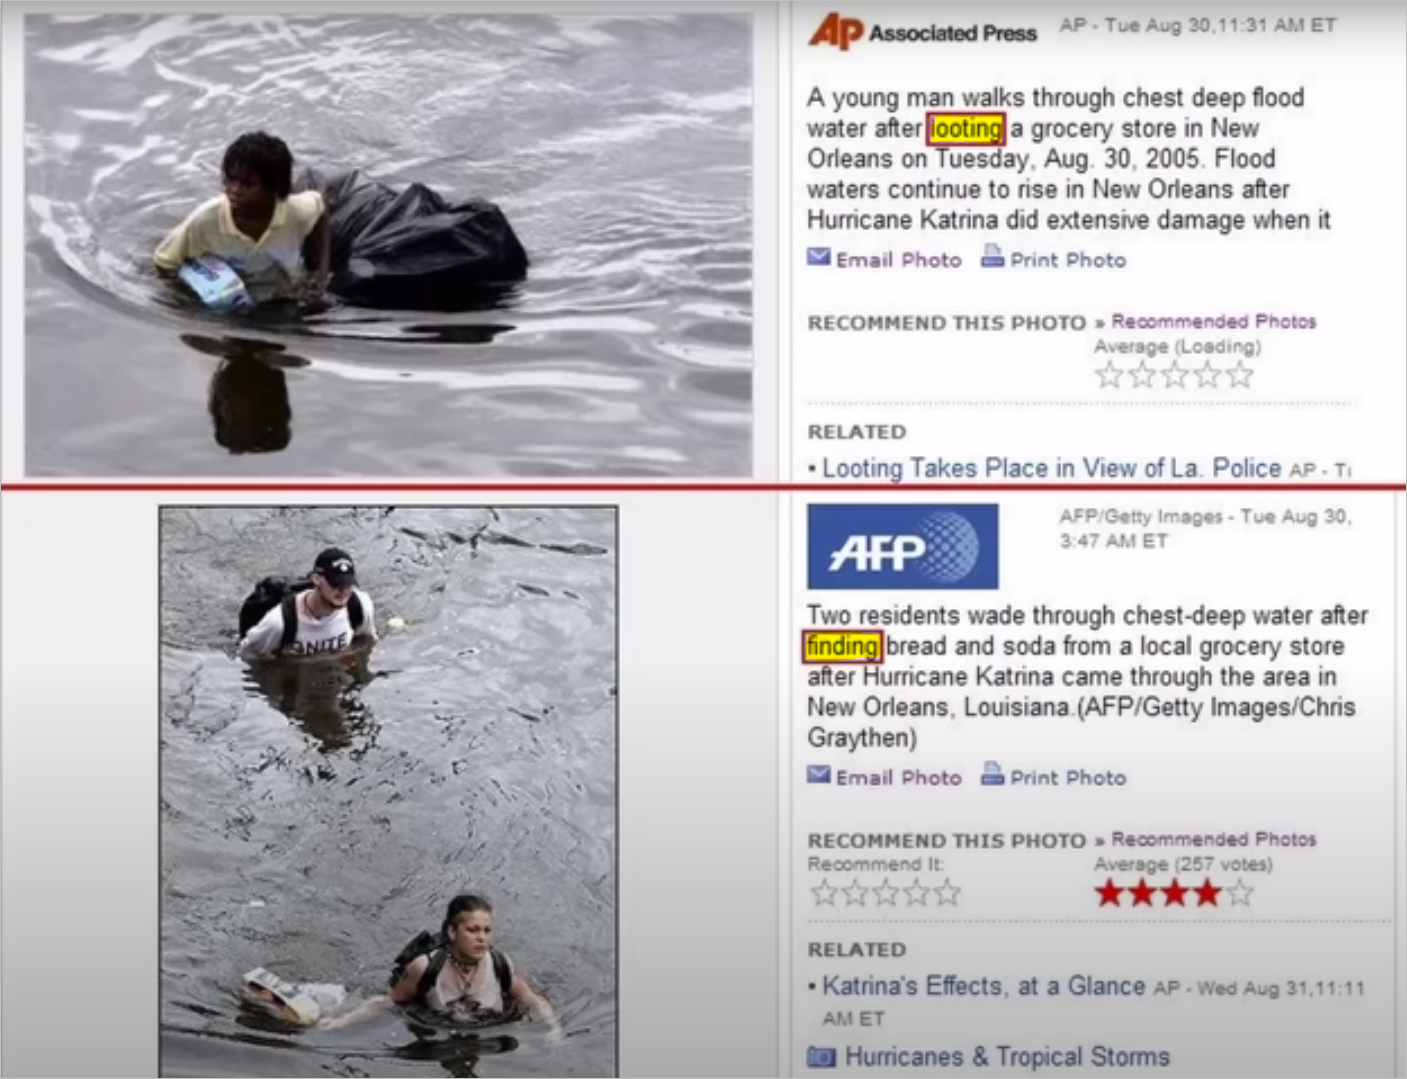 AP Associated Press AP - Tue Aug 30,11:31 AM ET
A young man walks through chest deep flood
water after looting a grocery store in New
Orleans on Tuesday, Aug. 30, 2005. Flood
waters continue to rise in New Orleans after
Hurricane Katrina did extensive damage when it
Email Photo Print Photo
RECOMMEND THIS PHOTO » Recommended Photos
Average (Loading)
RELATED
• Looting Takes Place in View of La. Police AP - T
AFP
AFP/Getty Images - Tue Aug 30,
3:47 AM ET
Two residents wade through chest-deep water after
finding bread and soda from a local grocery store
after Hurricane Katrina came through the area in
New Orleans, Louisiana.(AFP/Getty Images/Chris
Graythen)
Email Photo Print Photo
RECOMMEND THIS PHOTO » Recommended Photos
Recommend It: Average (257 votes)
RELATED
• Katrina's Effects, at a Glance AP - Wed Aug 31,11:11
AM ET
Hurricanes & Tropical Storms